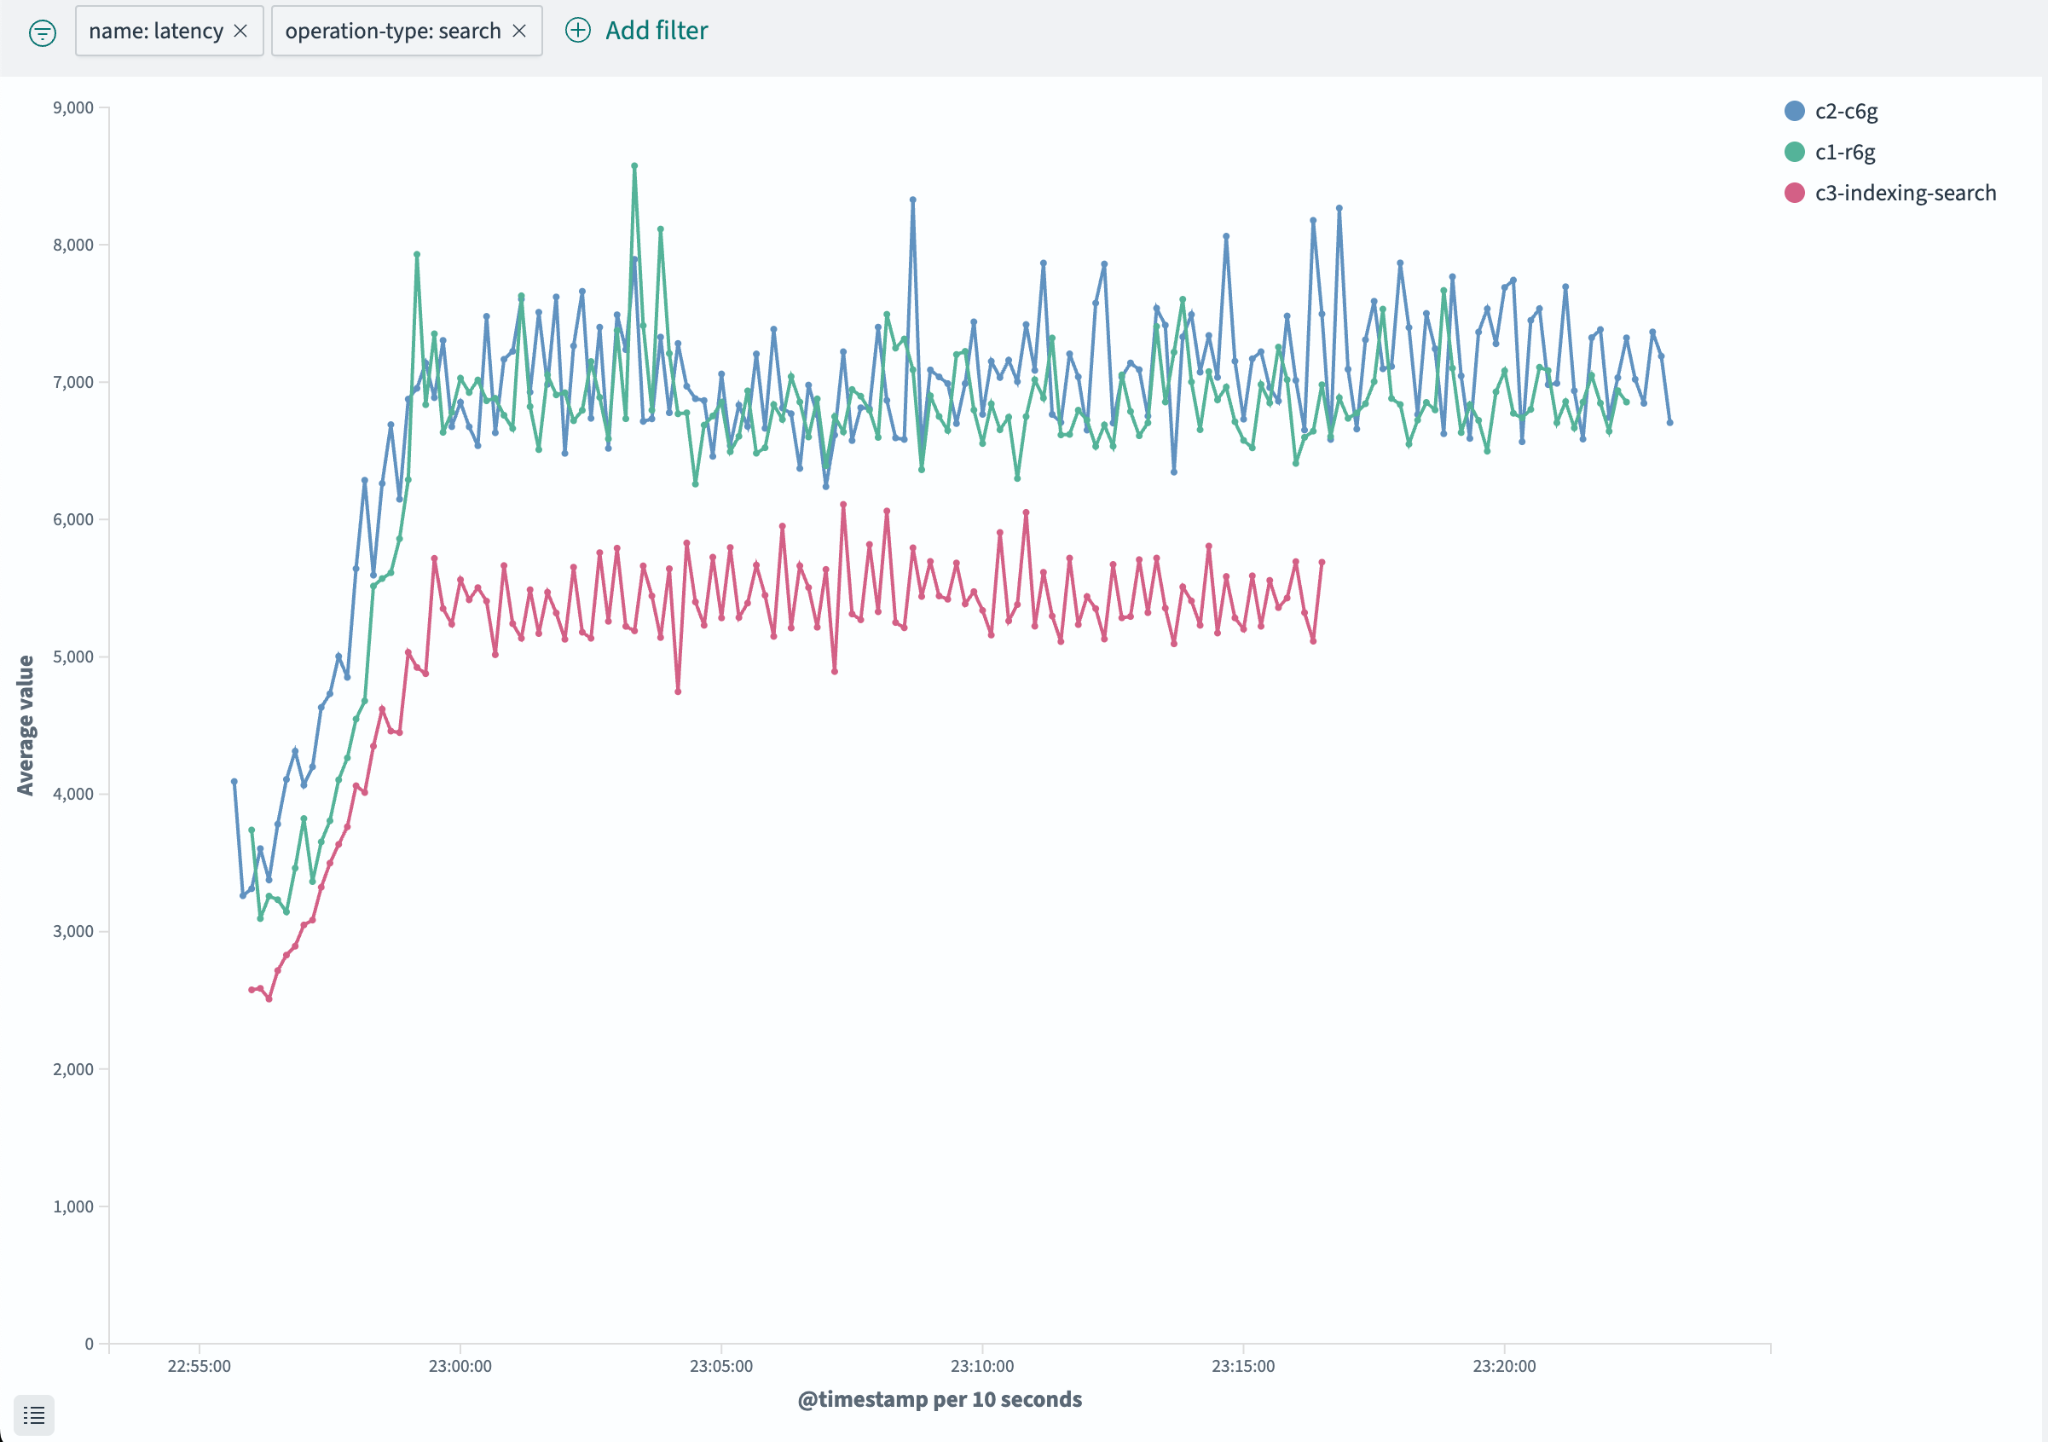 name: latency ×
operation-type: search ×
Add filter
c2-c6g
c1-r6g
c3-indexing-search
9,000
8,000
7,000
6,000
5,000
4,000
3,000
2,000
1,000
0
Average value
22:55:00
23:00:00
23:05:00
23:10:00
23:15:00
23:20:00
@timestamp per 10 seconds